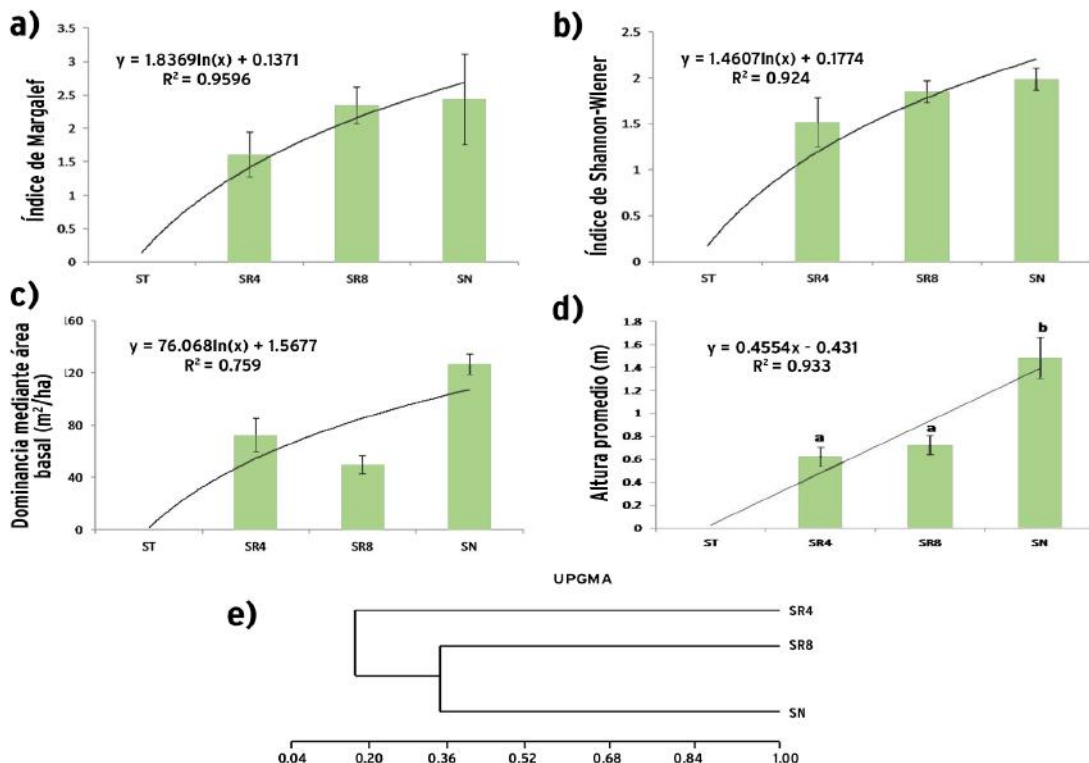 a)
y = 1.8369ln(x) + 0.1371
R² = 0.9596
Índice de Margalef
3.5
3
2.5
2
1.5
1
0.5
0
ST SR4 SR8 SN
b)
y = 1.4607ln(x) + 0.1774
R² = 0.924
Índice de Shannon-Wlener
2.5
2
1.5
1
0.5
0
ST SR4 SR8 SN
c)
y = 76.068ln(x) + 1.5677
R² = 0.759
Dominancia mediante área
basal (m²/ha)
160
120
80
40
0
ST SR4 SR8 SN
d)
y = 0.4554x - 0.431
R² = 0.933
Altura promedio (m)
1.8
1.6
1.4
1.2
1
0.8
0.6
0.4
0.2
0
a a b
ST SR4 SR8 SN
UPGMA
e)
SR4
SR8
SN
0.04 0.20 0.36 0.52 0.68 0.84 1.00